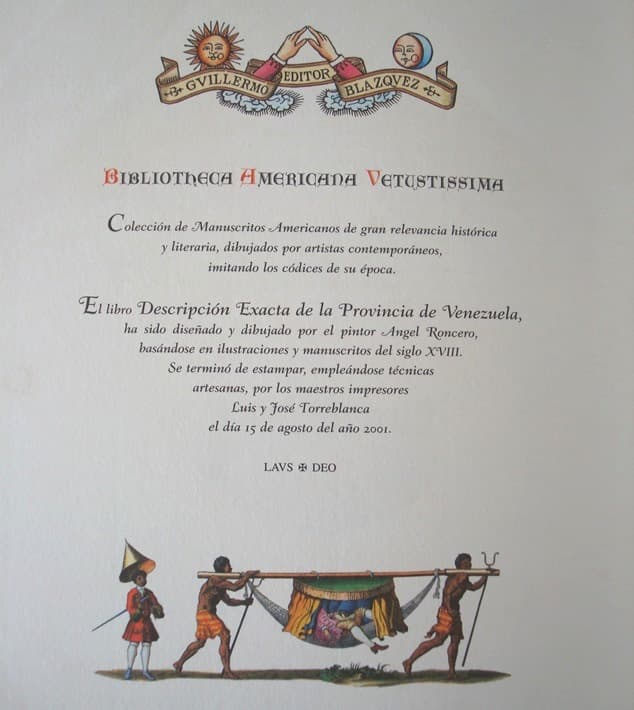 GVILLERMO EDITOR BLAZQVEZ
BIBLIOTHECA AMERICANA VETUSTISSIMA
Colección de Manuscritos Americanos de gran relevancia histórica
y literaria, dibujados por artistas contemporáneos,
imitando los códices de su época.
El libro Descripción Exacta de la Provincia de Venezuela,
ha sido diseñado y dibujado por el pintor Angel Roncero,
basándose en ilustraciones y manuscritos del siglo XVIII.
Se terminó de estampar, empleándose técnicas
artesanas, por los maestros impresores
Luis y José Torreblanca
el día 15 de agosto del año 2001.
LAVS ✠ DEO